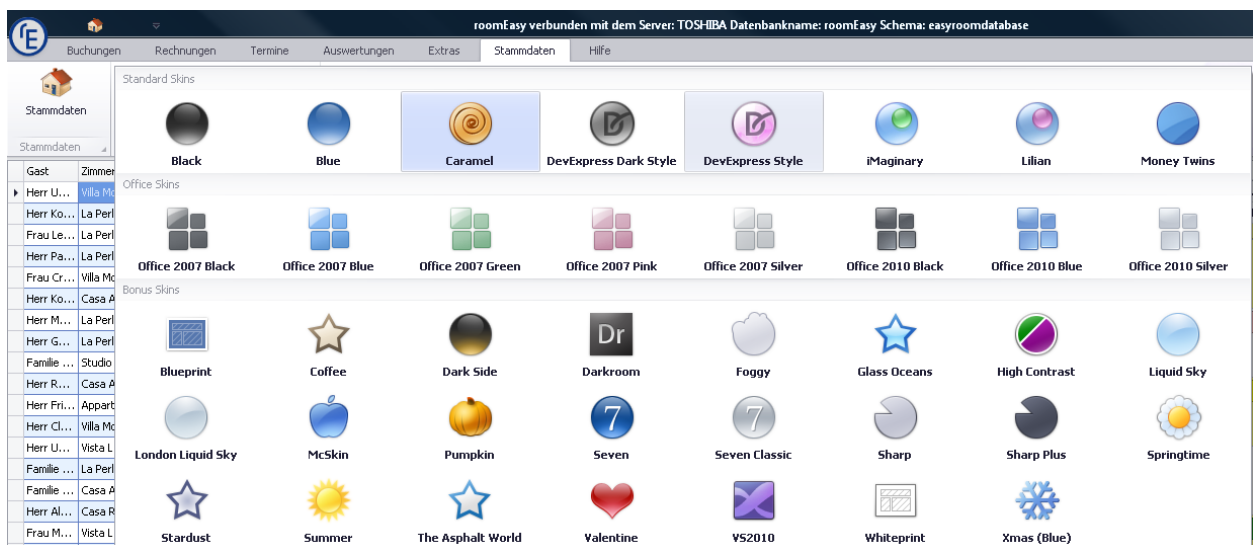 roomEasy verbunden mit dem Server: TOSHIBA Datenbankname: roomEasy Schema: easyroomdatabase
E
Buchungen Rechnungen Termine Auswertungen Extras Stammdaten Hilfe
Stammdaten
Stammdaten
Standard Skins
Black Blue Caramel DevExpress Dark Style DevExpress Style iMaginary Lilian Money Twins
Office Skins
Office 2007 Black Office 2007 Blue Office 2007 Green Office 2007 Pink Office 2007 Silver Office 2010 Black Office 2010 Blue Office 2010 Silver
Bonus Skins
Dr
Blueprint Coffee Dark Side Darkroom Foggy Glass Oceans High Contrast Liquid Sky
7 7
London Liquid Sky McSkin Pumpkin Seven Seven Classic Sharp Sharp Plus Springtime
Stardust Summer The Asphalt World Valentine VS2010 Whiteprint Xmas (Blue)
Gast Zimmer
Herr U... Villa Mo
Herr Ko... La Perl
Frau Le... La Perl
Herr Pa... La Perl
Frau Cr... Villa Mo
Herr Ko... Casa A
Herr M... La Perl
Herr G... La Perl
Familie ... Studio
Herr R... Casa A
Herr Fri... Appart
Herr Cl... Villa Mo
Herr U... Vista L
Familie ... La Perl
Familie ... Casa A
Herr Al... Casa R
Frau M... Vista L